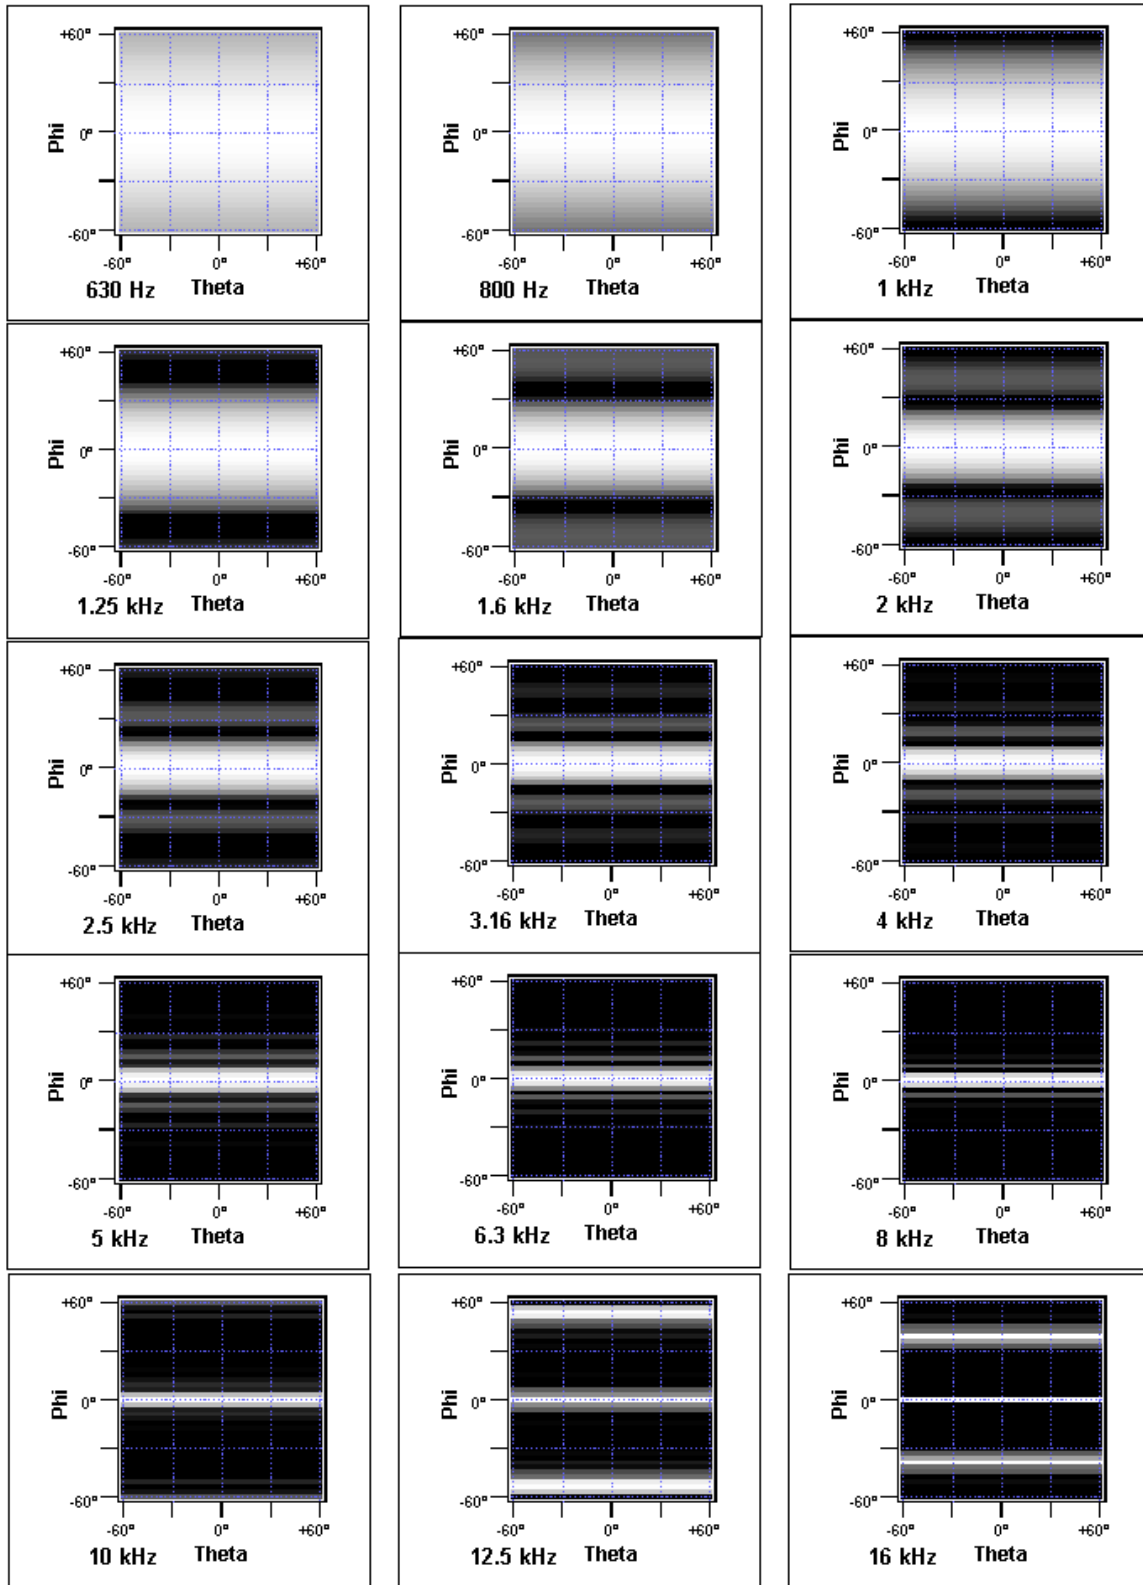 +60° +60° +60°
Phi 0° Phi 0° Phi 0°
-60° -60° -60°
-60° 0° +60° -60° 0° +60° -60° 0° +60°
630 Hz Theta 800 Hz Theta 1 kHz Theta
+60° +60° +60°
Phi 0° Phi 0° Phi 0°
-60° -60° -60°
-60° 0° +60° -60° 0° +60° -60° 0° +60°
1.25 kHz Theta 1.6 kHz Theta 2 kHz Theta
+60° +60° +60°
Phi 0° Phi 0° Phi 0°
-60° -60° -60°
-60° 0° +60° -60° 0° +60° -60° 0° +60°
2.5 kHz Theta 3.16 kHz Theta 4 kHz Theta
+60° +60° +60°
Phi 0° Phi 0° Phi 0°
-60° -60° -60°
-60° 0° +60° -60° 0° +60° -60° 0° +60°
5 kHz Theta 6.3 kHz Theta 8 kHz Theta
+60° +60° +60°
Phi 0° Phi 0° Phi 0°
-60° -60° -60°
-60° 0° +60° -60° 0° +60° -60° 0° +60°
10 kHz Theta 12.5 kHz Theta 16 kHz Theta